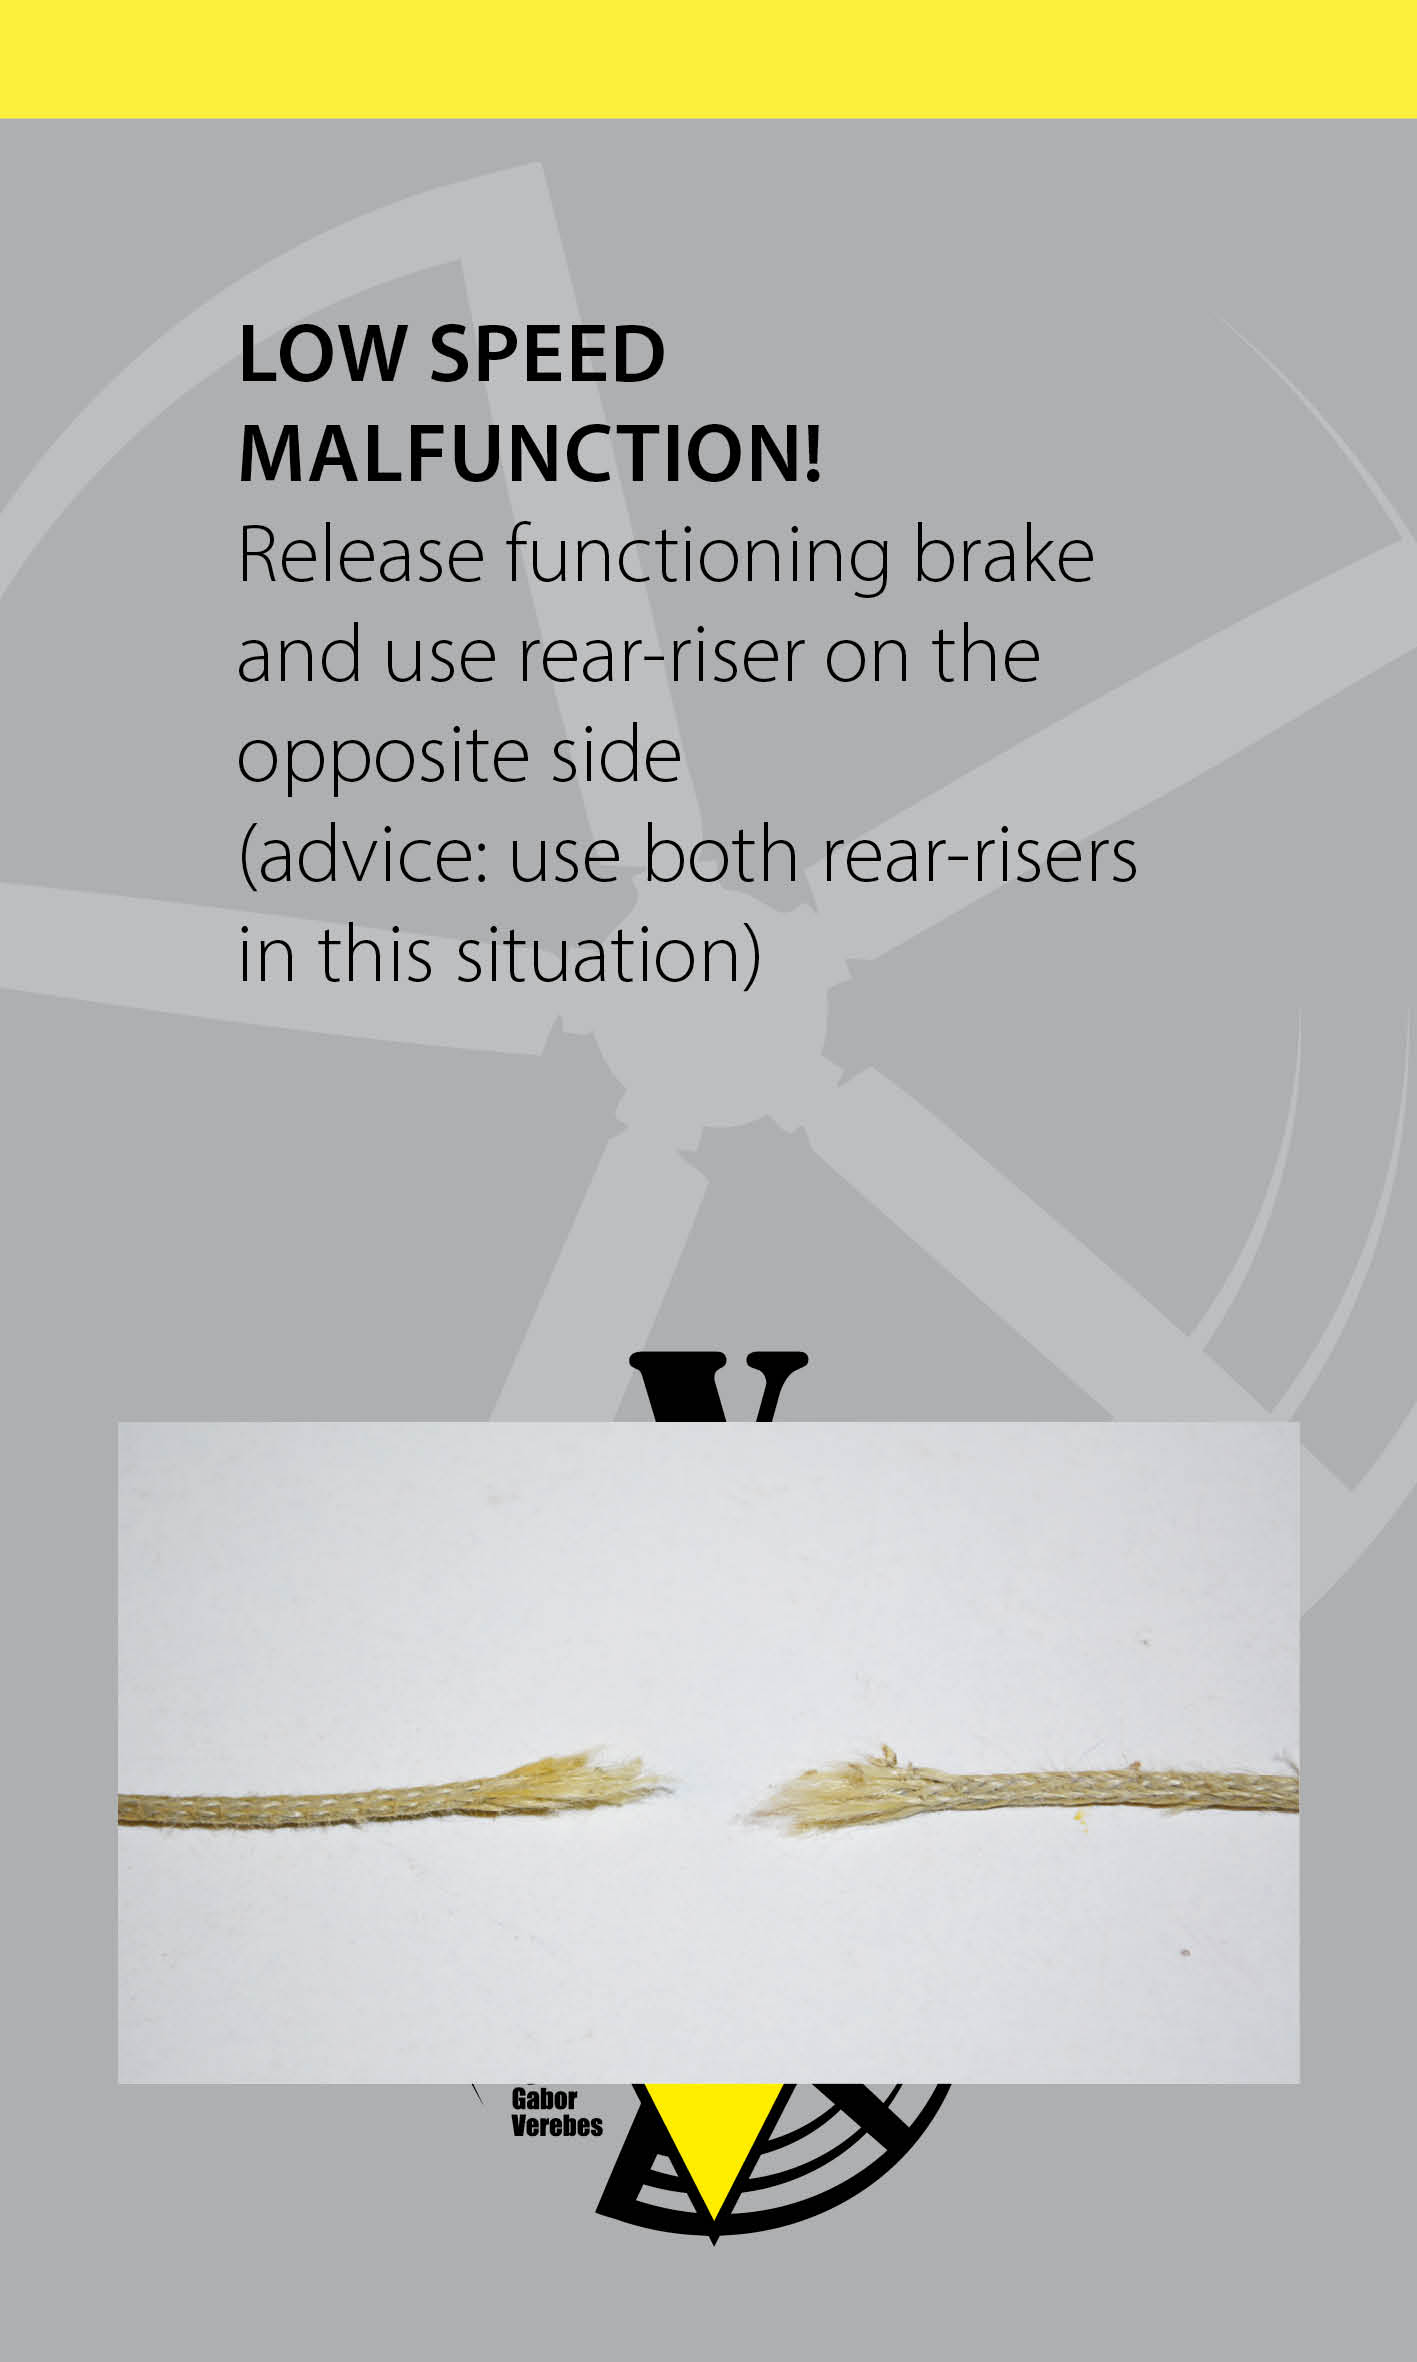 LOW SPEED
MALFUNCTION!
Release functioning brake
and use rear-riser on the
opposite side
(advice: use both rear-risers
in this situation)
V
Gabor
Verebes